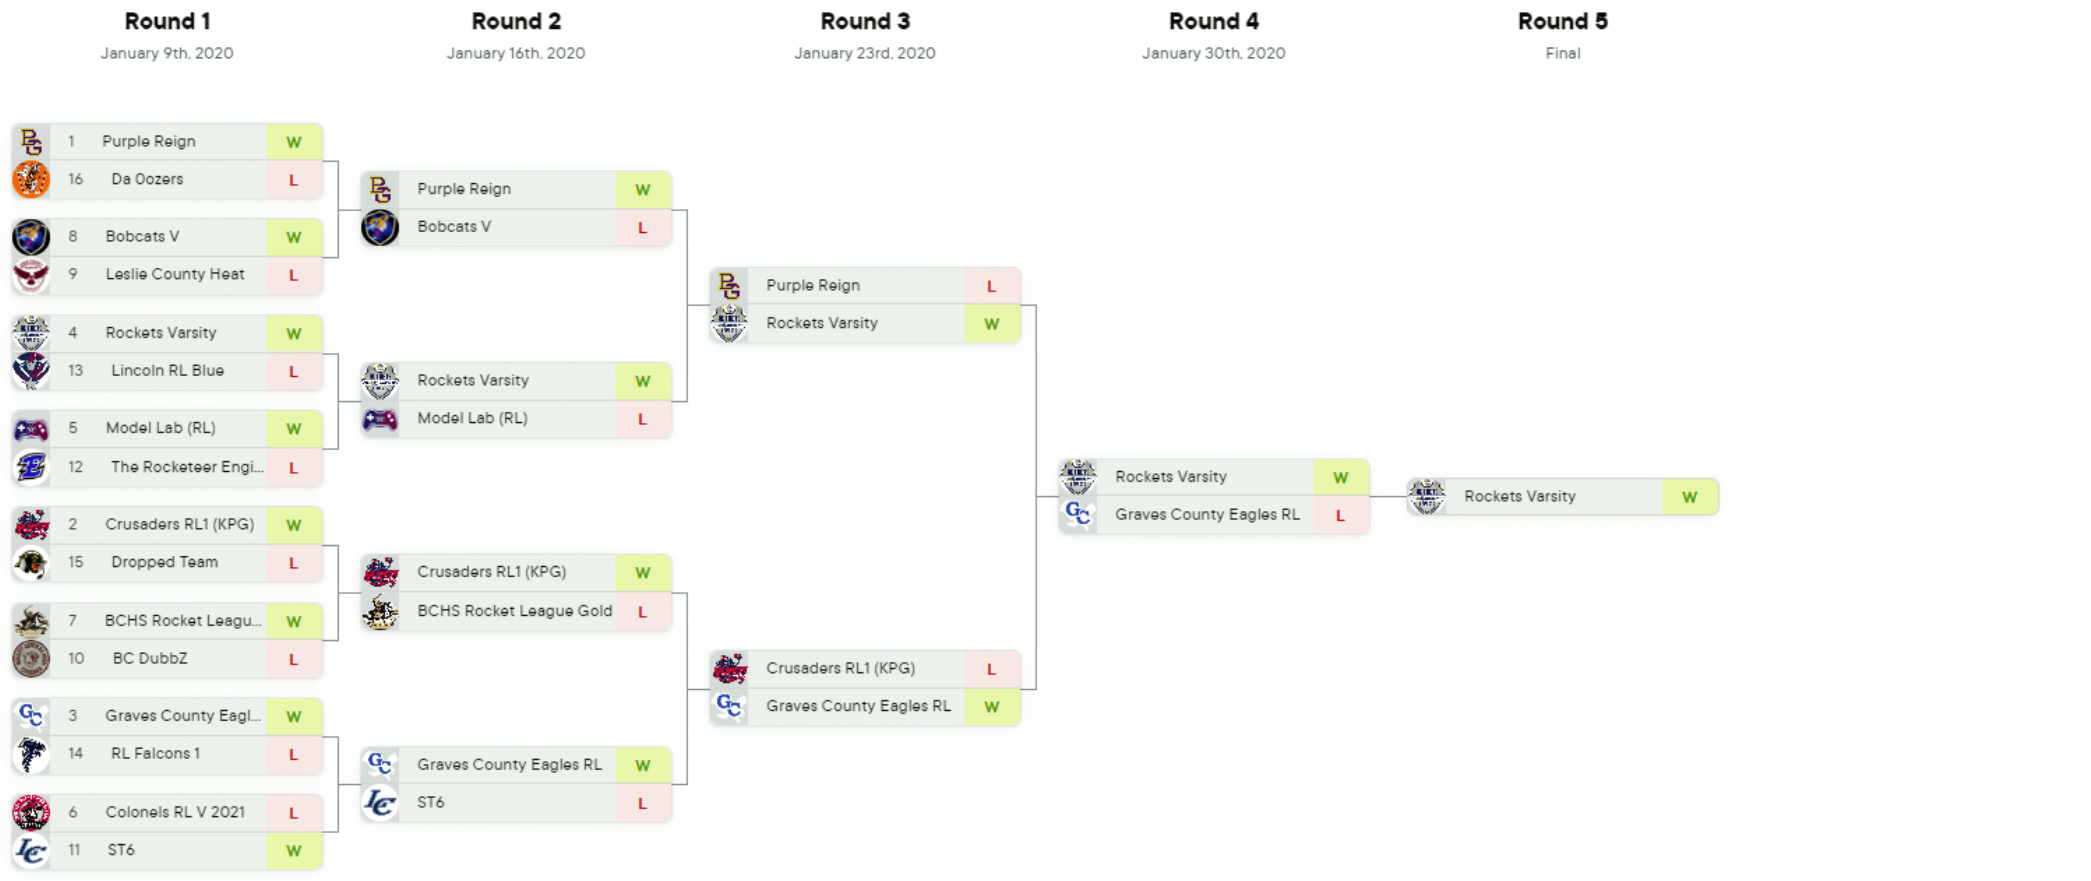 Round 1
January 9th, 2020
Round 2
January 16th, 2020
Round 3
January 23rd, 2020
Round 4
January 30th, 2020
Round 5
Final
1 Purple Reign W
16 Da Oozers L
8 Bobcats V W
9 Leslie County Heat L
4 Rockets Varsity W
13 Lincoln RL Blue L
5 Model Lab (RL) W
12 The Rocketeer Engi... L
2 Crusaders RL1 (KPG) W
15 Dropped Team L
7 BCHS Rocket Leagu... W
10 BC DubbZ L
3 Graves County Eagl... W
14 RL Falcons 1 L
6 Colonels RL V 2021 L
11 ST6 W
Purple Reign W
Bobcats V L
Rockets Varsity W
Model Lab (RL) L
Crusaders RL1 (KPG) W
BCHS Rocket League Gold L
Graves County Eagles RL W
ST6 L
Purple Reign L
Rockets Varsity W
Crusaders RL1 (KPG) L
Graves County Eagles RL W
Rockets Varsity W
Graves County Eagles RL L
Rockets Varsity W